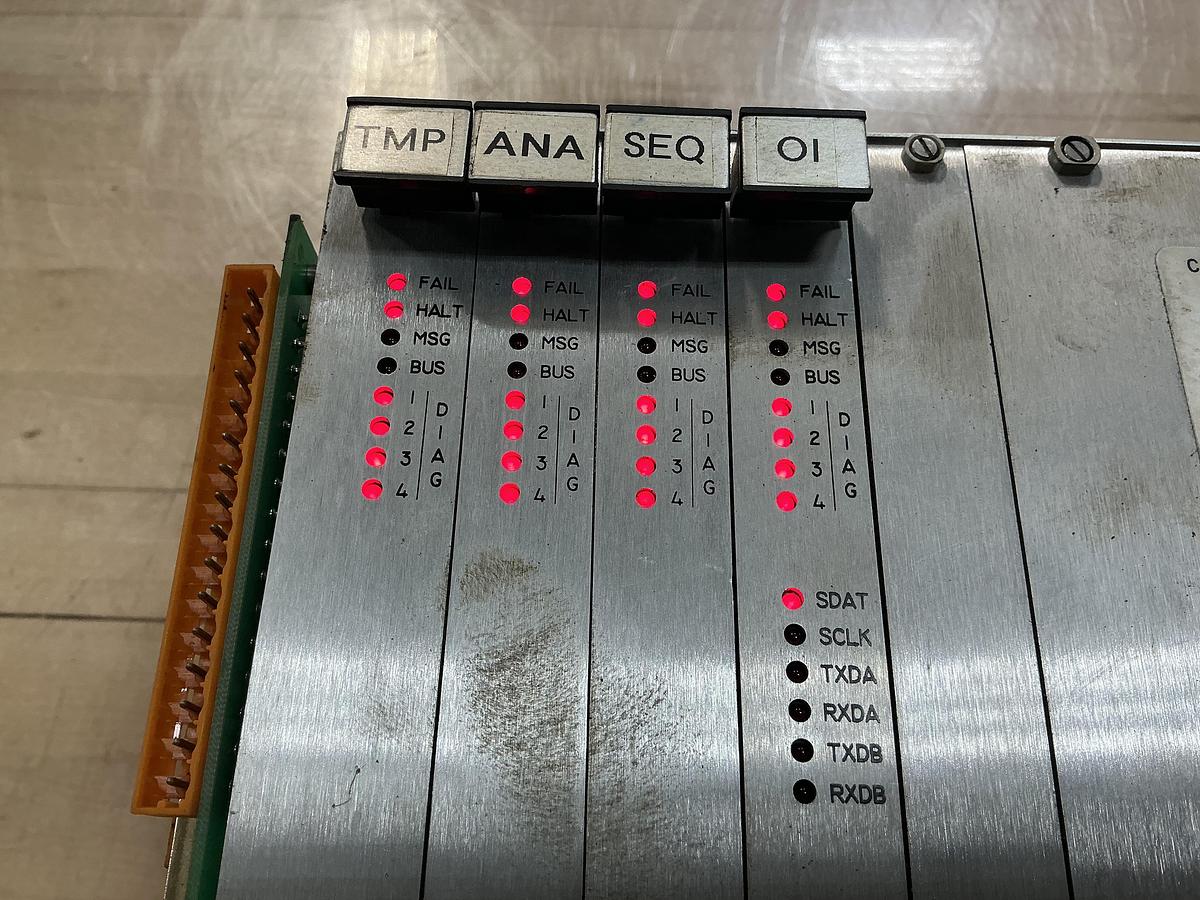 TMP
ANA
SEQ
OI
FAIL
HALT
MSG
BUS
1
2
3
4
DIAG
FAIL
HALT
MSG
BUS
1
2
3
4
DIAG
FAIL
HALT
MSG
BUS
1
2
3
4
DIAG
FAIL
HALT
MSG
BUS
1
2
3
4
DIAG
SDAT
SCLK
TXDA
RXDA
TXDB
RXDB
C